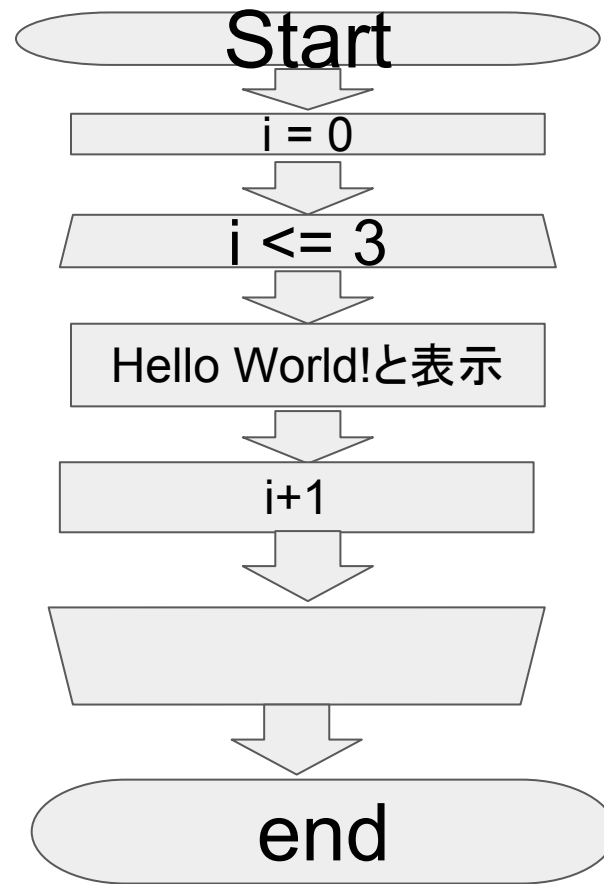 Start
i = 0
i <= 3
Hello World!と表示
i+1
end